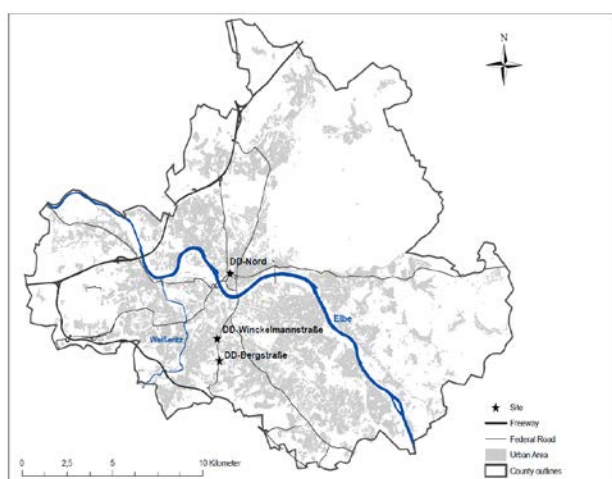 N
DD-Nord
Elbe
DD-Winckelmannstraße
Weißeritz
DD-Bergstraße
Site
Freeway
Federal Road
Urban Area
County outlines
0 2,5 5 10 Kilometer